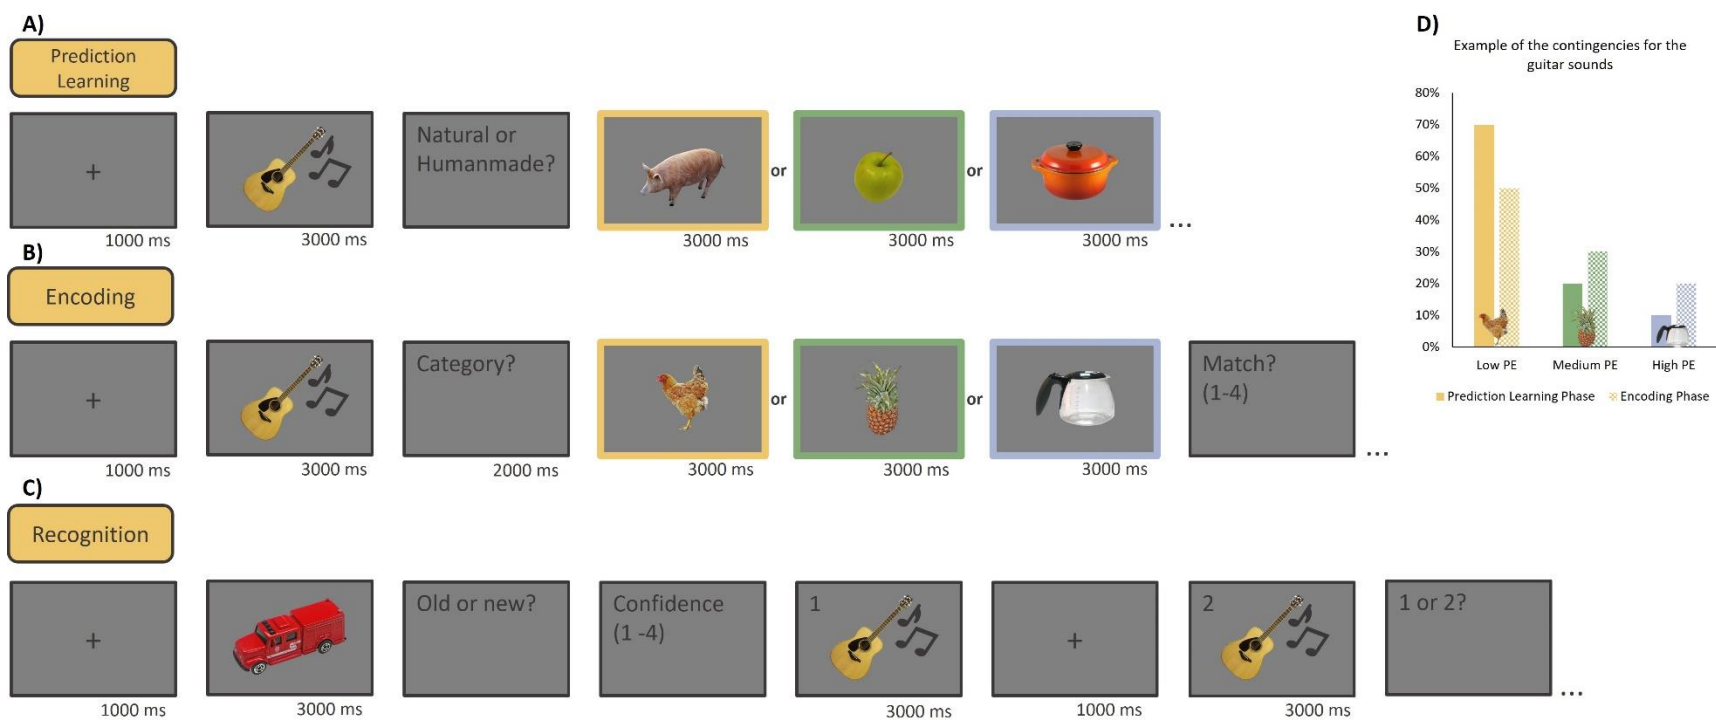 A)
Prediction
Learning
+
1000 ms
3000 ms
Natural or
Humanmade?
3000 ms
or
3000 ms
or
3000 ms
...
B)
Encoding
+
1000 ms
3000 ms
Category?
2000 ms
3000 ms
or
3000 ms
or
3000 ms
Match?
(1-4)
...
C)
Recognition
+
1000 ms
3000 ms
Old or new?
Confidence
(1 -4)
1
3000 ms
+
1000 ms
2
3000 ms
1 or 2?
...
D)
Example of the contingencies for the
guitar sounds
80%
70%
60%
50%
40%
30%
20%
10%
0%
Low PE
Medium PE
High PE
Prediction Learning Phase
Encoding Phase